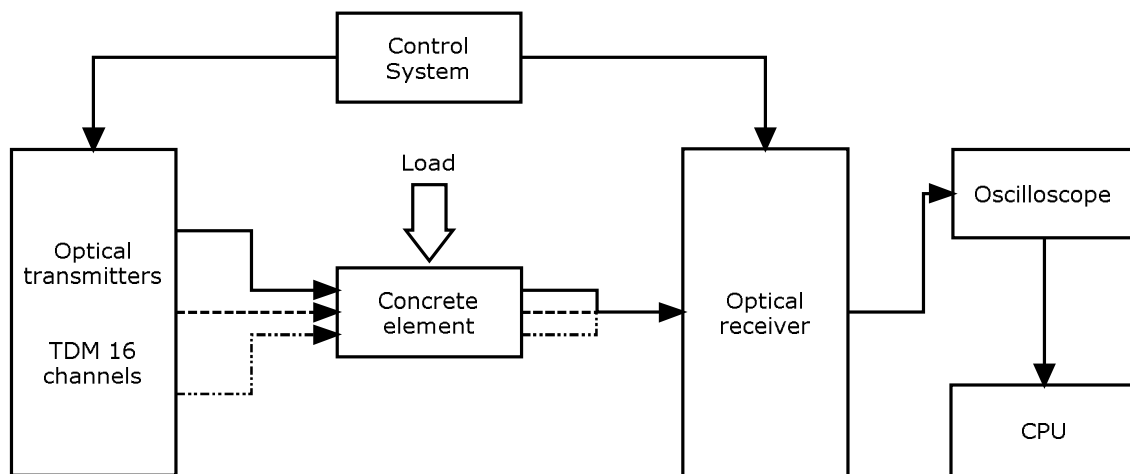 Control
System
Load
Optical
transmitters
TDM 16
channels
Concrete
element
Optical
receiver
Oscilloscope
CPU